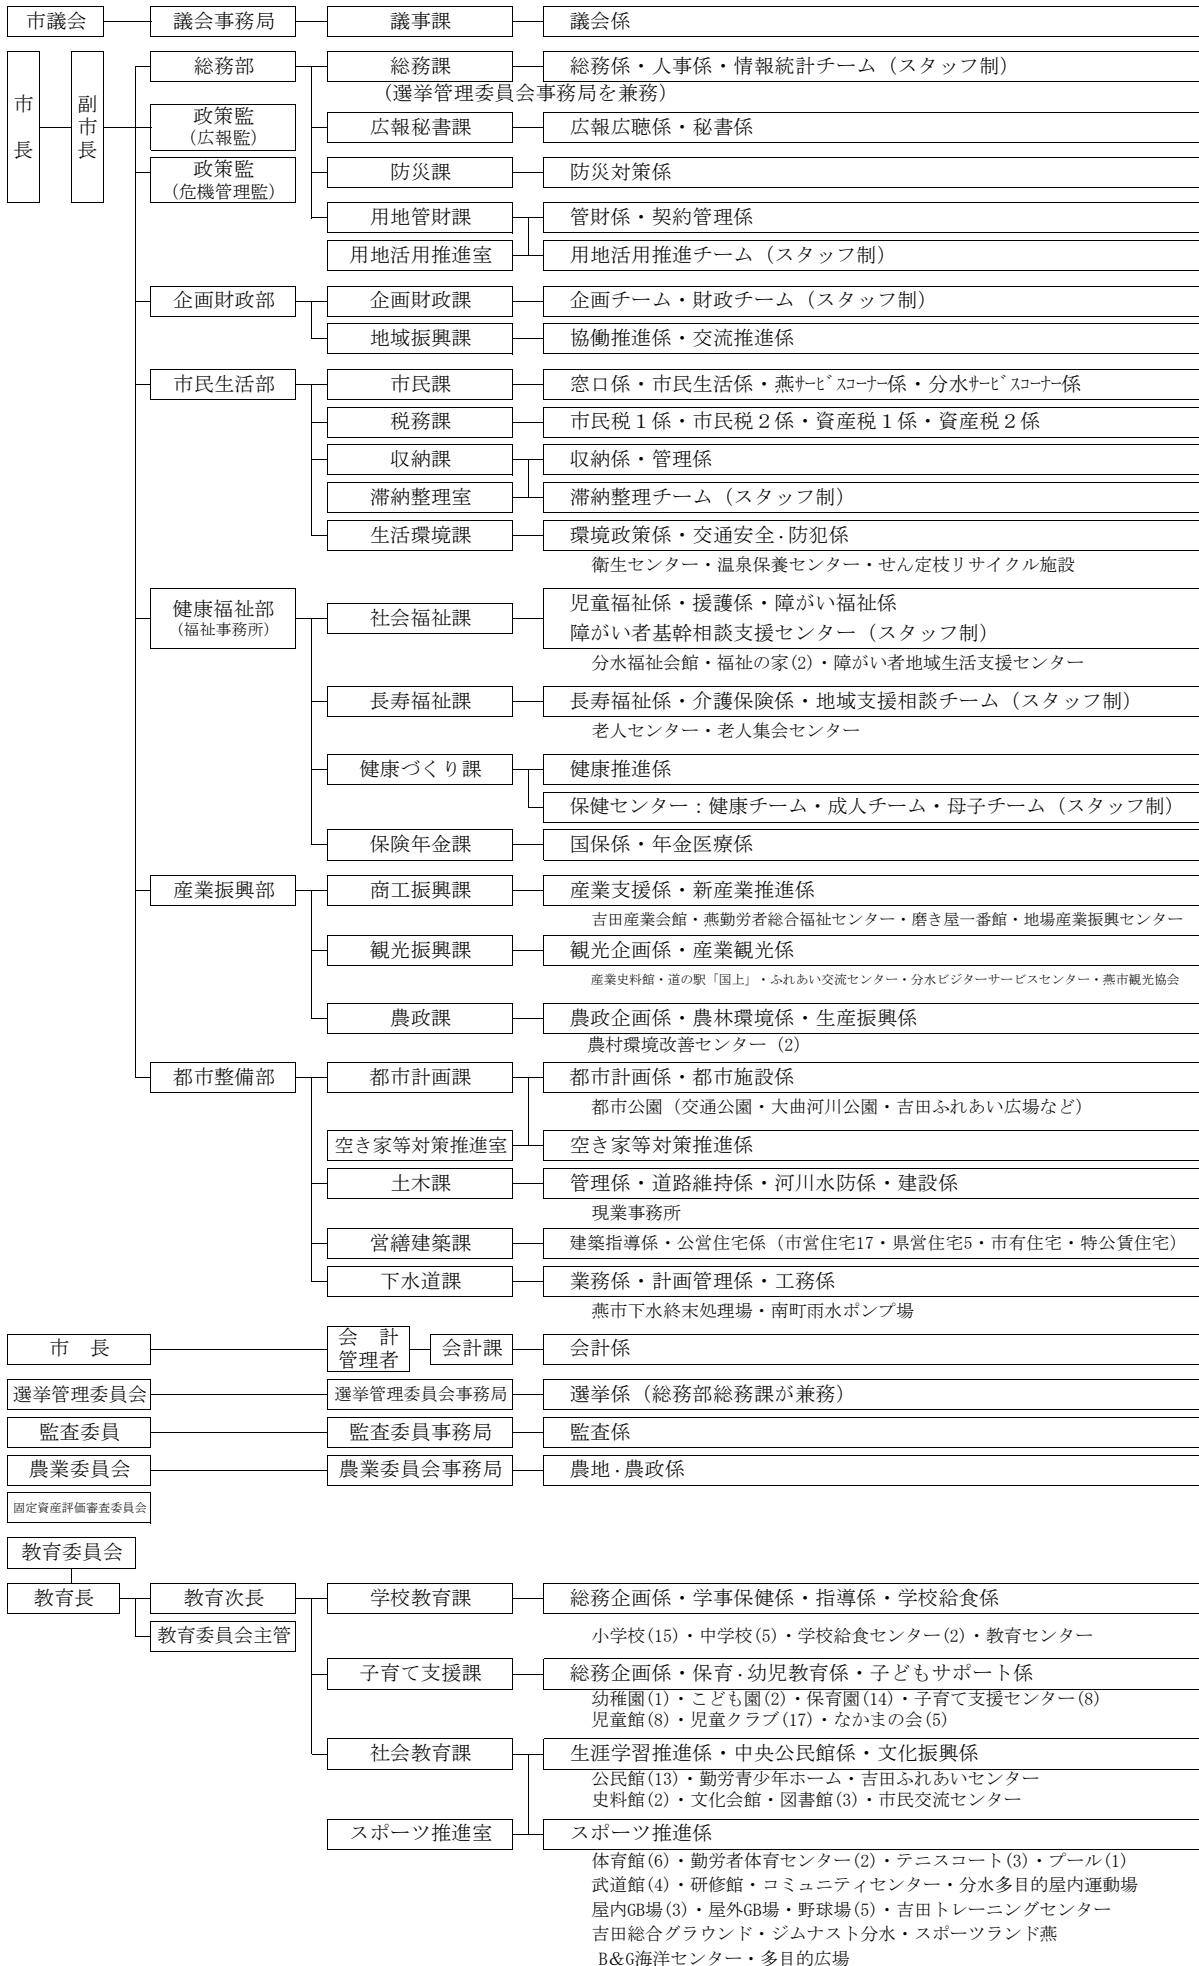 市議会 議会事務局 議事課 議会係
市長 副市長 総務部 総務課 総務係・人事係・情報統計チーム（スタッフ制）
（選挙管理委員会事務局を兼務）
政策監
（広報監）
広報秘書課 広報広聴係・秘書係
政策監
（危機管理監）
防災課 防災対策係
用地管財課 管財係・契約管理係
用地活用推進室 用地活用推進チーム（スタッフ制）
企画財政部 企画財政課 企画チーム・財政チーム（スタッフ制）
地域振興課 協働推進係・交流推進係
市民生活部 市民課 窓口係・市民生活係・燕ｻｰﾋﾞｽｺｰﾅｰ係・分水ｻｰﾋﾞｽｺｰﾅｰ係
税務課 市民税１係・市民税２係・資産税１係・資産税２係
収納課 収納係・管理係
滞納整理室 滞納整理チーム（スタッフ制）
生活環境課 環境政策係・交通安全･防犯係
衛生センター・温泉保養センター・せん定枝リサイクル施設
健康福祉部
（福祉事務所）
社会福祉課 児童福祉係・援護係・障がい福祉係
障がい者基幹相談支援センター（スタッフ制）
分水福祉会館・福祉の家(2)・障がい者地域生活支援センター
長寿福祉課 長寿福祉係・介護保険係・地域支援相談チーム（スタッフ制）
老人センター・老人集会センター
健康づくり課 健康推進係
保健センター：健康チーム・成人チーム・母子チーム（スタッフ制）
保険年金課 国保係・年金医療係
産業振興部 商工振興課 産業支援係・新産業推進係
吉田産業会館・燕勤労者総合福祉センター・磨き屋一番館・地場産業振興センター
観光振興課 観光企画係・産業観光係
産業史料館・道の駅「国上」・ふれあい交流センター・分水ビジターサービスセンター・燕市観光協会
農政課 農政企画係・農林環境係・生産振興係
農村環境改善センター（2）
都市整備部 都市計画課 都市計画係・都市施設係
都市公園（交通公園・大曲河川公園・吉田ふれあい広場など）
空き家等対策推進室 空き家等対策推進係
土木課 管理係・道路維持係・河川水防係・建設係
現業事務所
営繕建築課 建築指導係・公営住宅係（市営住宅17・県営住宅5・市有住宅・特公賃住宅）
下水道課 業務係・計画管理係・工務係
燕市下水終末処理場・南町雨水ポンプ場
市　長 会　計
管理者 会計課 会計係
選挙管理委員会 選挙管理委員会事務局 選挙係（総務部総務課が兼務）
監査委員 監査委員事務局 監査係
農業委員会 農業委員会事務局 農地･農政係
固定資産評価審査委員会
教育委員会
教育長 教育次長 学校教育課 総務企画係・学事保健係・指導係・学校給食係
教育委員会主管 小学校(15)・中学校(5)・学校給食センター(2)・教育センター
子育て支援課 総務企画係・保育･幼児教育係・子どもサポート係
幼稚園(1)・こども園(2)・保育園(14)・子育て支援センター(8)
児童館(8)・児童クラブ(17)・なかまの会(5)
社会教育課 生涯学習推進係・中央公民館係・文化振興係
公民館(13)・勤労青少年ホーム・吉田ふれあいセンター
史料館(2)・文化会館・図書館(3)・市民交流センター
スポーツ推進室 スポーツ推進係
体育館(6)・勤労者体育センター(2)・テニスコート(3)・プール(1)
武道館(4)・研修館・コミュニティセンター・分水多目的屋内運動場
屋内GB場(3)・屋外GB場・野球場(5)・吉田トレーニングセンター
吉田総合グラウンド・ジムナスト分水・スポーツランド燕
B&G海洋センター・多目的広場